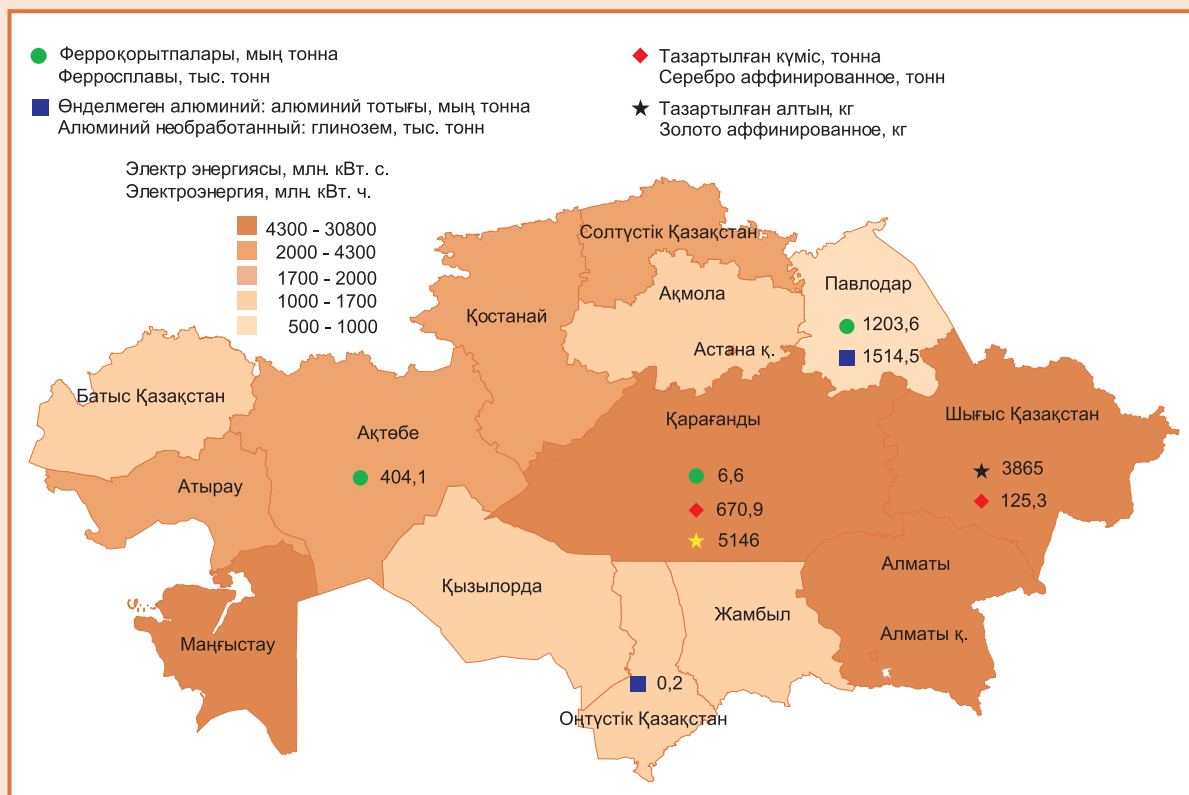 Ферроқорытпалары, мың тонна
Ферросплавы, тыс. тонн
Өнделмеген алюминий: алюминий тотығы, мың тонна
Алюминий необработанный: глинозем, тыс. тонн
Тазартылған күміс, тонна
Серебро аффинированное, тонн
Тазартылған алтын, кг
Золото аффинированное, кг
Электр энергиясы, млн. кВт. с.
Электроэнергия, млн. кВт. ч.
4300 - 30800
2000 - 4300
1700 - 2000
1000 - 1700
500 - 1000
Солтүстік Қазақстан
Павлодар
Ақмола
Қостанай
1203,6
Астана қ.
1514,5
Батыс Қазақстан
Шығыс Қазақстан
Қарағанды
Ақтөбе
3865
404,1
6,6
Атырау
125,3
670,9
5146
Алматы
Қызылорда
Жамбыл
Алматы қ.
Маңғыстау
0,2
Оңтүстік Қазақстан